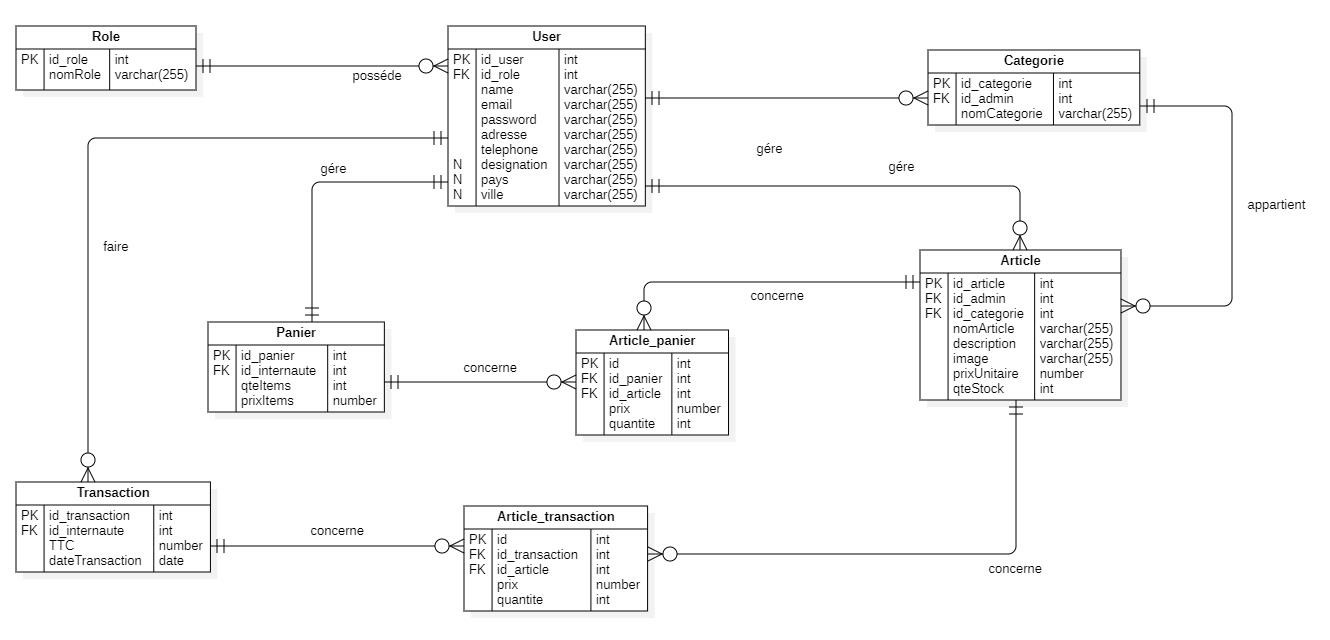 Role
PK id_role int
nomRole varchar(255)
posséde
User
PK id_user int
FK id_role int
name varchar(255)
email varchar(255)
password varchar(255)
adresse varchar(255)
telephone varchar(255)
N designation varchar(255)
N pays varchar(255)
N ville varchar(255)
Categorie
PK id_categorie int
FK id_admin int
nomCategorie varchar(255)
gére
gére
gére
appartient
faire
Article
PK id_article int
FK id_admin int
FK id_categorie int
nomArticle varchar(255)
description varchar(255)
image varchar(255)
prixUnitaire number
qteStock int
concerne
Panier
PK id_panier int
FK id_internaute int
qteItems int
prixItems number
concerne
Article_panier
PK id int
FK id_panier int
FK id_article int
prix number
quantite int
Transaction
PK id_transaction int
FK id_internaute int
TTC number
dateTransaction date
concerne
Article_transaction
PK id int
FK id_transaction int
FK id_article int
prix number
quantite int
concerne